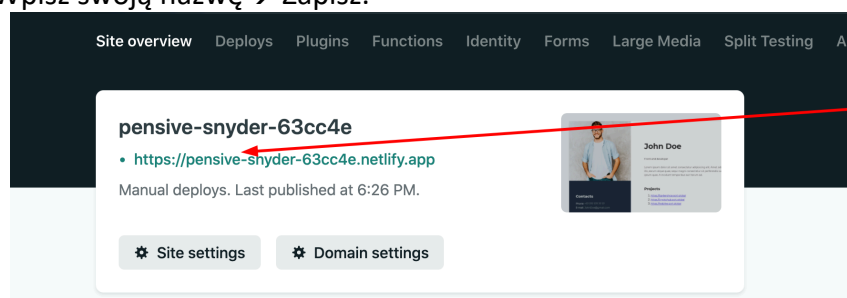 Wpisz swoją nazwę → Zapisz.
Site overview Deploys Plugins Functions Identity Forms Large Media Split Testing A
pensive-snyder-63cc4e
• https://pensive-snyder-63cc4e.netlify.app
Manual deploys. Last published at 6:26 PM.
Site settings Domain settings
John Doe
Contacts
Projects